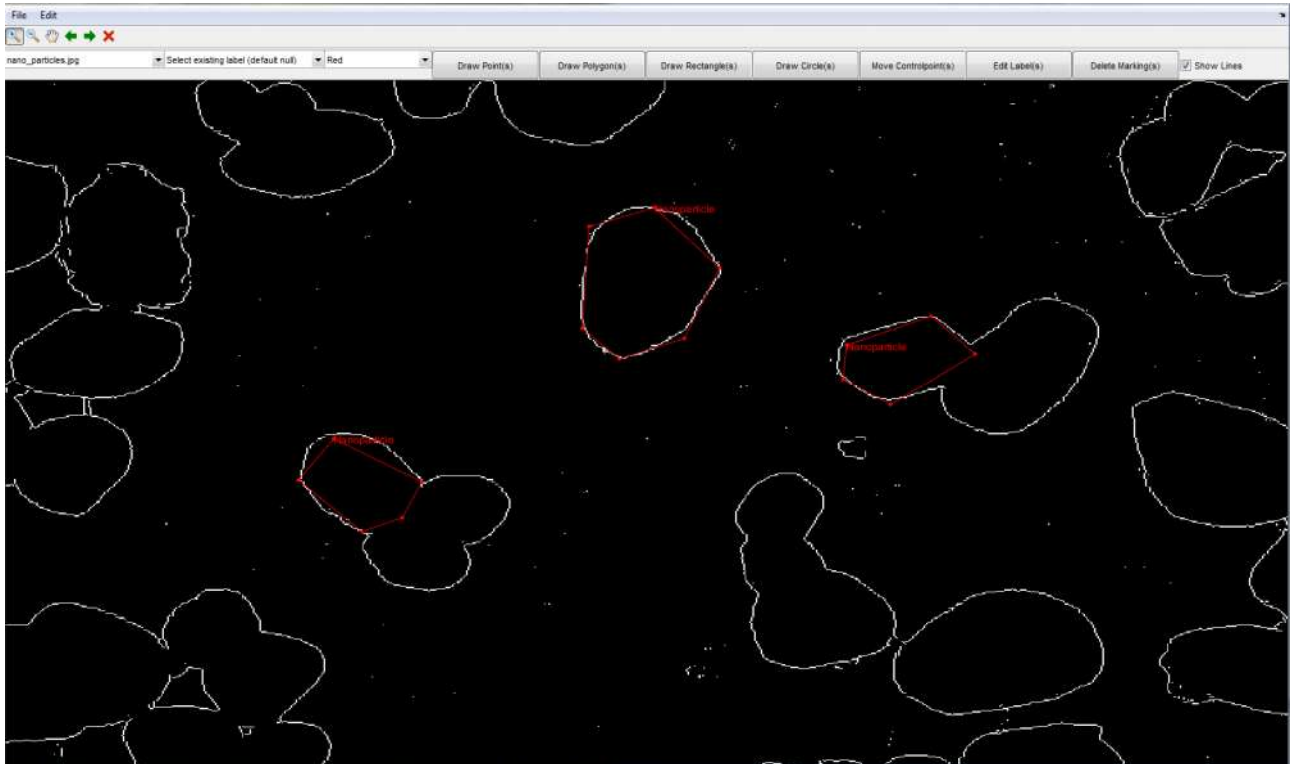 File Edit
nano_particles.jpg Select existing label (default null) Red Draw Point(s) Draw Polygon(s) Draw Rectangle(s) Draw Circle(s) Move Controlpoint(s) Edit Label(s) Delete Marking(s) Show Lines
Nanoparticle
Nanoparticle
Nanoparticle